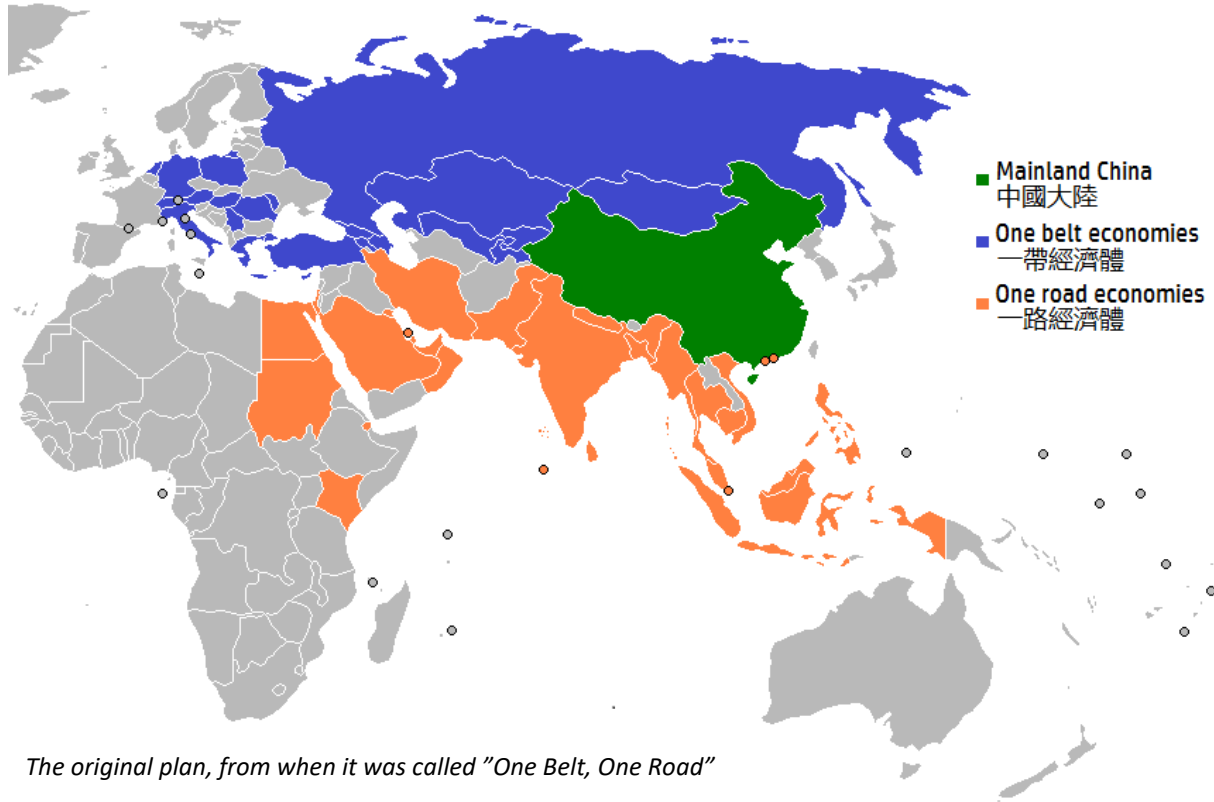 Mainland China
中國大陸
One belt economies
一帶經濟體
One road economies
一路經濟體
The original plan, from when it was called ”One Belt, One Road”